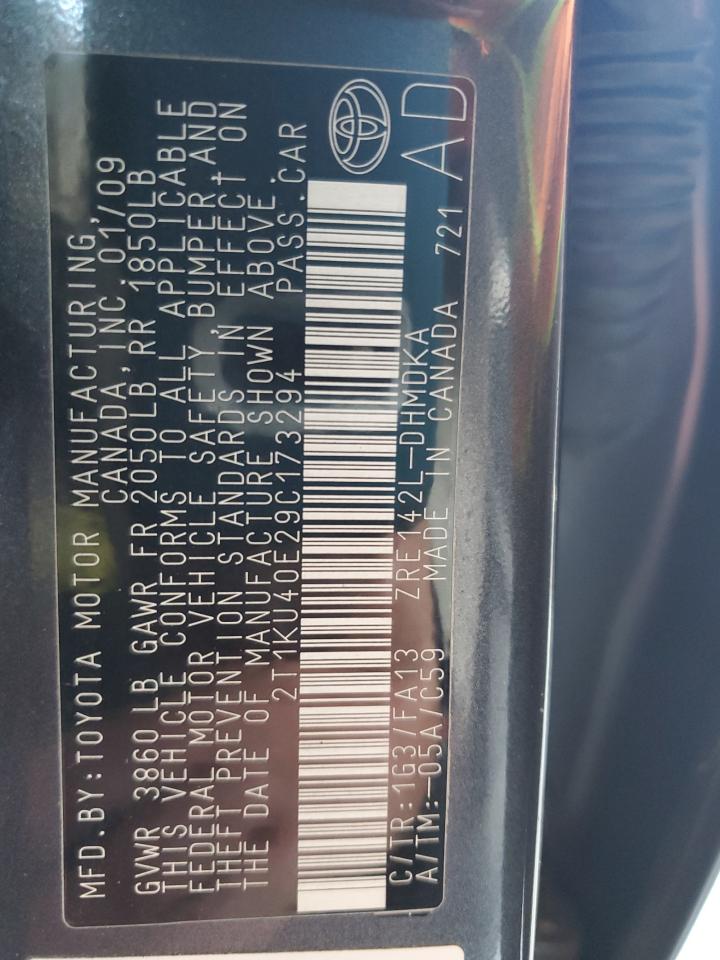 MFD.BY:TOYOTA MOTOR MANUFACTURING,
CANADA, INC. 01/09
GVWR 3860 LB GAWR FR 2050LB, RR 1850LB
THIS VEHICLE CONFORMS TO ALL APPLICABLE
FEDERAL MOTOR VEHICLE SAFETY, BUMPER, AND
THEFT PREVENTION STANDARDS IN EFFECT ON
THE DATE OF MANUFACTURE SHOWN ABOVE.
2T1KU40E29C173294 PASS.CAR
C/TR:1G3/FA13 ZRE142L-DHMDKA
A/TM:-05A/C59 MADE IN CANADA 721 AD